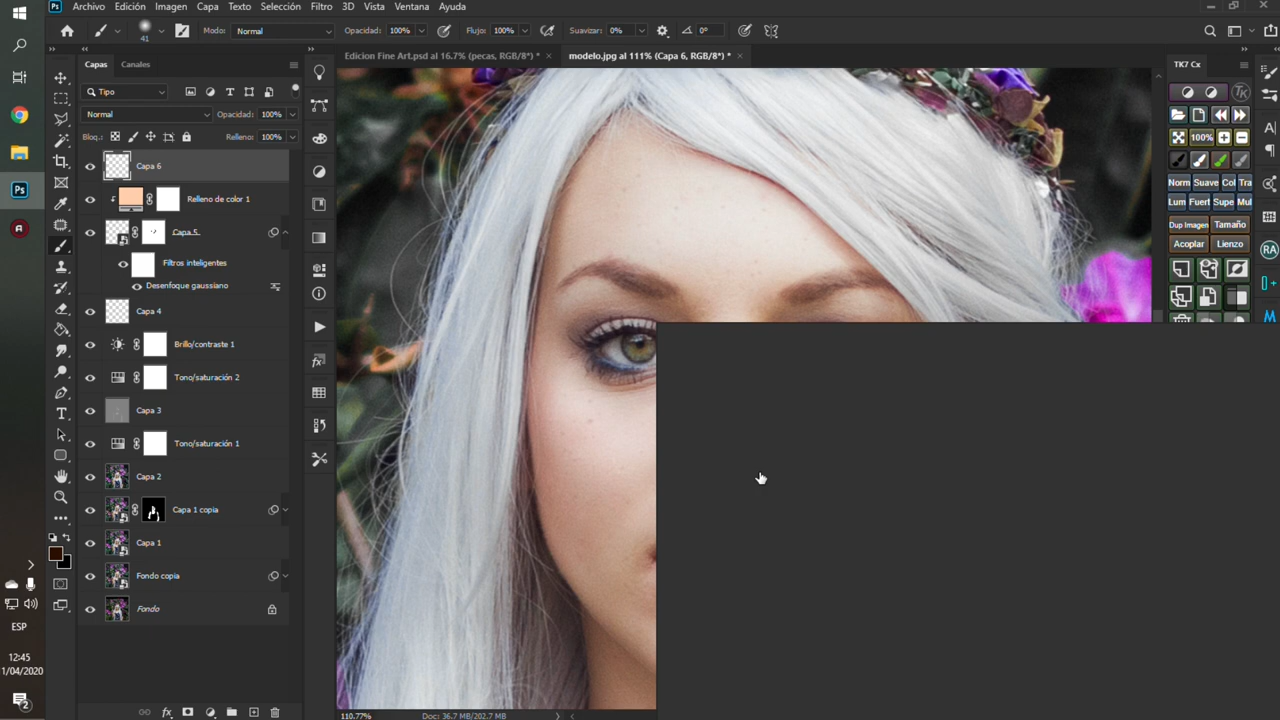 Archivo Edición Imagen Capa Texto Selección Filtro 3D Vista Ventana Ayuda
41 Modo: Normal Opacidad: 100% Flujo: 100% Suavizar: 0% 0°
Capas Canales
Edicion Fine Art.psd al 16.7% (pecas, RGB/8*) * × modelo.jpg al 111% (Capa 6, RGB/8*) * ×
TK7 Cx
Tipo
Normal Opacidad: 100%
Bloq.: Relleno: 100%
100%
Capa 6
Norm Suave Col Tra
Relleno de color 1
Lum Fuert Supe Mul
Capa 5
Dup Imagen Tamaño
Acoplar Lienzo
RA
Filtros inteligentes
Desenfoque gaussiano
Capa 4
Brillo/contraste 1
Tono/saturación 2
Capa 3
Tono/saturación 1
Capa 2
Capa 1 copia
Capa 1
Fondo copia
Fondo
ESP
12:45
1/04/2020
2
110.77% Doc: 36.7 MB/202.7 MB